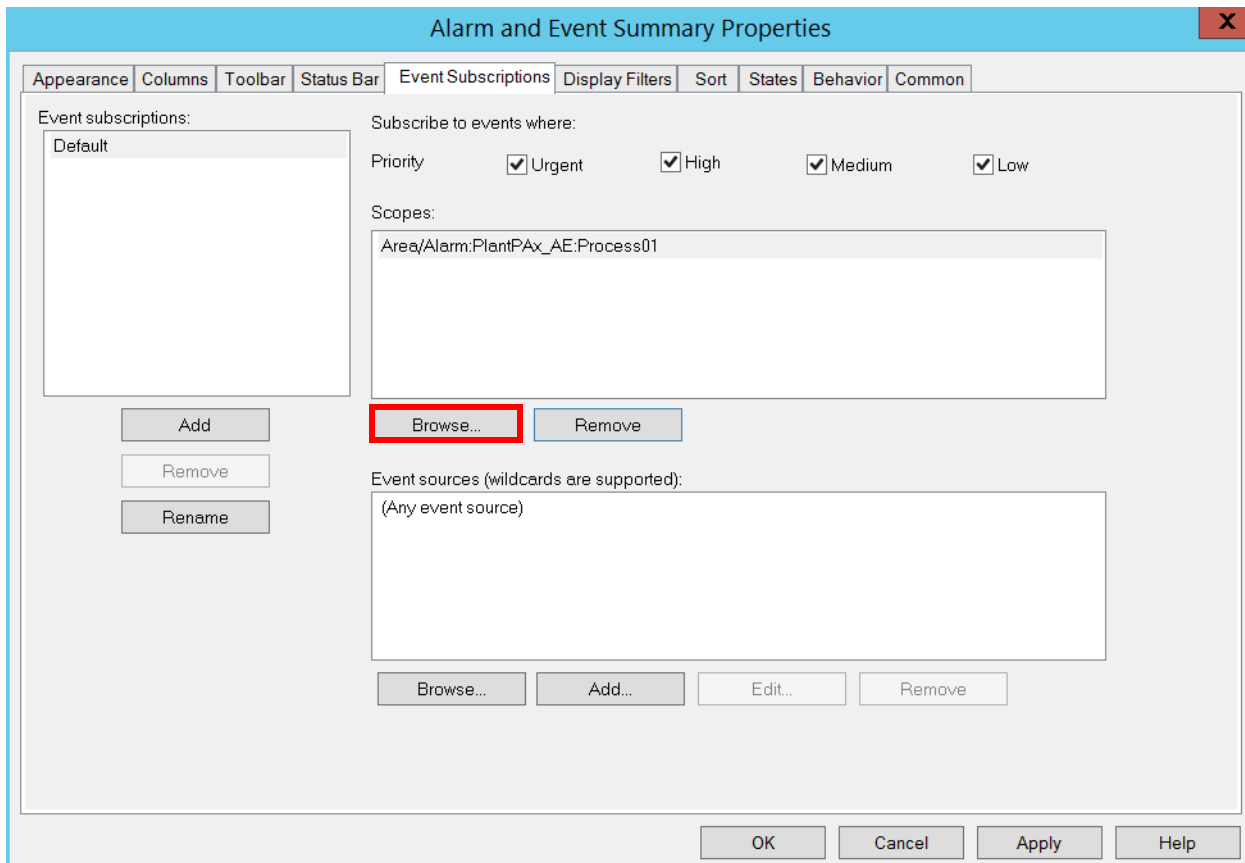 Alarm and Event Summary Properties
X
Appearance Columns Toolbar Status Bar Event Subscriptions Display Filters Sort States Behavior Common
Event subscriptions:
Default
Add
Remove
Rename
Subscribe to events where:
Priority Urgent High Medium Low
Scopes:
Area/Alarm:PlantPAx_AE:Process01
Browse... Remove
Event sources (wildcards are supported):
(Any event source)
Browse... Add... Edit... Remove
OK Cancel Apply Help